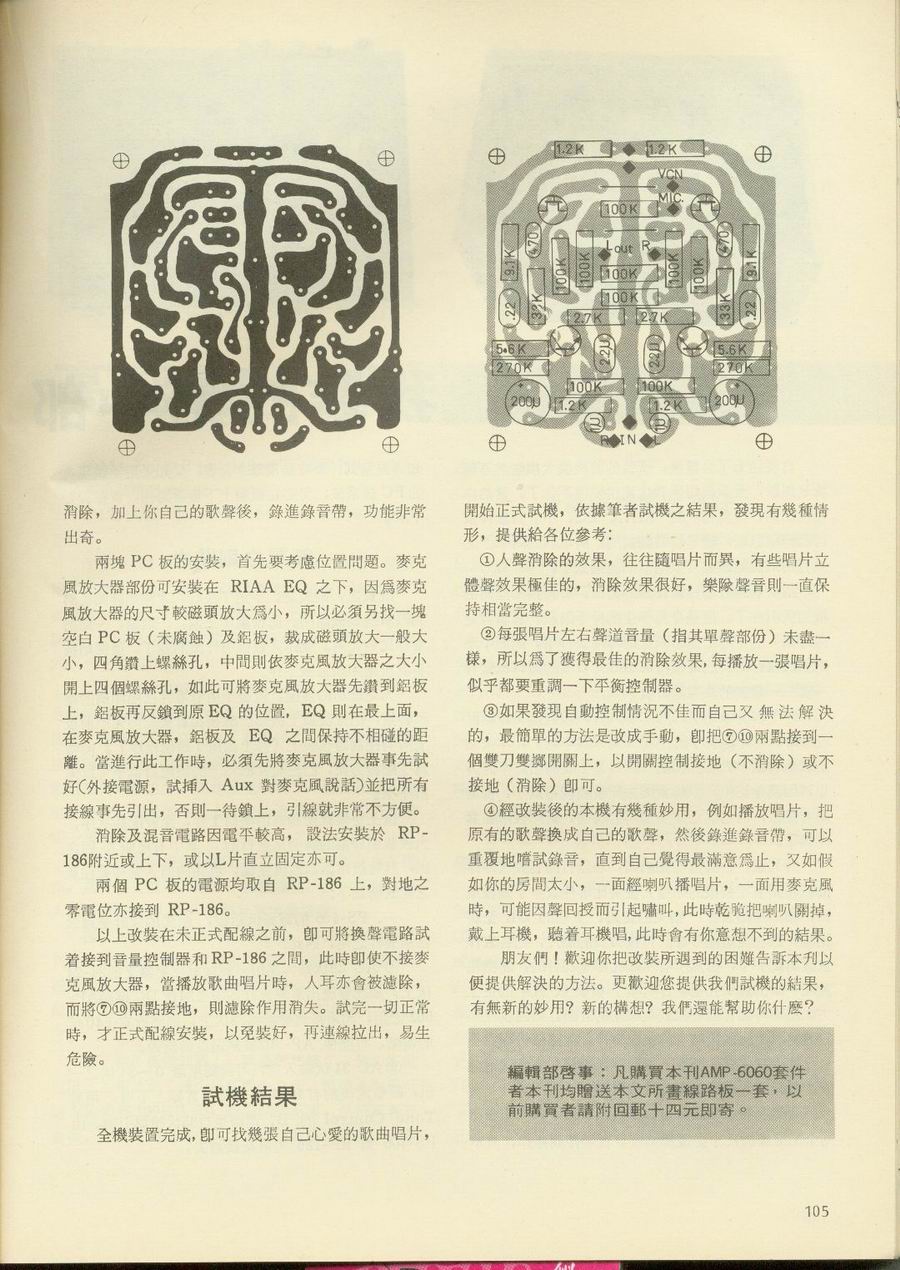 1.2K 1.2K
VCN
MIC.
100K
470 470
9.1K 100K 100K Lout R 100K 100K 9.1K
100K
100K
.22 33K 33K .22
2.7K 2.7K
5.6K 2.2U 2.2U 5.6K
270K 270K
100K 100K
200U 1.2K 1.2K 200U
1U 1U
R IN L
消除，加上你自己的歌聲後，錄進錄音帶，功能非常
出奇。
兩塊 PC 板的安裝，首先要考慮位置問題。麥克
風放大器部份可安裝在 RIAA EQ 之下，因爲麥克
風放大器的尺寸較磁頭放大爲小，所以必須另找一塊
空白 PC 板（未腐蝕）及鋁板，裁成磁頭放大一般大
小，四角鑽上螺絲孔，中間則依麥克風放大器之大小
開上四個螺絲孔，如此可將麥克風放大器先鑽到鋁板
上，鋁板再反鎖到原 EQ 的位置，EQ 則在最上面，
在麥克風放大器，鋁板及 EQ 之間保持不相碰的距
離。當進行此工作時，必須先將麥克風放大器事先試
好（外接電源，試挿入 Aux 對麥克風說話）並把所有
接線事先引出，否則一待鎖上，引線就非常不方便。
消除及混音電路因電平較高，設法安裝於 RP-
186附近或上下，或以L片直立固定亦可。
兩個 PC 板的電源均取自 RP-186 上，對地之
零電位亦接到 RP-186。
以上改裝在未正式配線之前，卽可將換聲電路試
着接到音量控制器和 RP-186 之間，此時卽使不接麥
克風放大器，當播放歌曲唱片時，人耳亦會被濾除，
而將⑦⑩兩點接地，則濾除作用消失。試完一切正常
時，才正式配線安裝，以免裝好，再連線拉出，易生
危險。
試機結果
全機裝置完成，卽可找幾張自己心愛的歌曲唱片，
開始正式試機，依據筆者試機之結果，發現有幾種情
形，提供給各位參考：
①人聲消除的效果，往往隨唱片而異，有些唱片立
體聲效果極佳的，消除效果很好，樂隊聲音則一直保
持相當完整。
②每張唱片左右聲道音量（指其單聲部份）未盡一
樣，所以爲了獲得最佳的消除效果，每播放一張唱片，
似乎都要重調一下平衡控制器。
③如果發現自動控制情況不佳而自己又無法解決
的，最簡單的方法是改成手動，卽把⑦⑩兩點接到一
個雙刀雙擲開關上，以開關控制接地（不消除）或不
接地（消除）卽可。
④經改裝後的本機有幾種妙用，例如播放唱片，把
原有的歌聲換成自己的歌聲，然後錄進錄音帶，可以
重覆地嚐試錄音，直到自己覺得最滿意爲止，又如假
如你的房間太小，一面經喇叭播唱片，一面用麥克風
時，可能因聲回授而引起嘯叫，此時乾脆把喇叭關掉，
戴上耳機，聽着耳機唱，此時會有你意想不到的結果。
朋友們！歡迎你把改裝所遇到的困難告訴本刋以
便提供解決的方法。更歡迎您提供我們試機的結果，
有無新的妙用？新的構想？我們還能幫助你什麼？
編輯部啓事：凡購買本刊AMP-6060套件
者本刊均贈送本文所畫線路板一套，以
前購買者請附回郵十四元即寄。
105